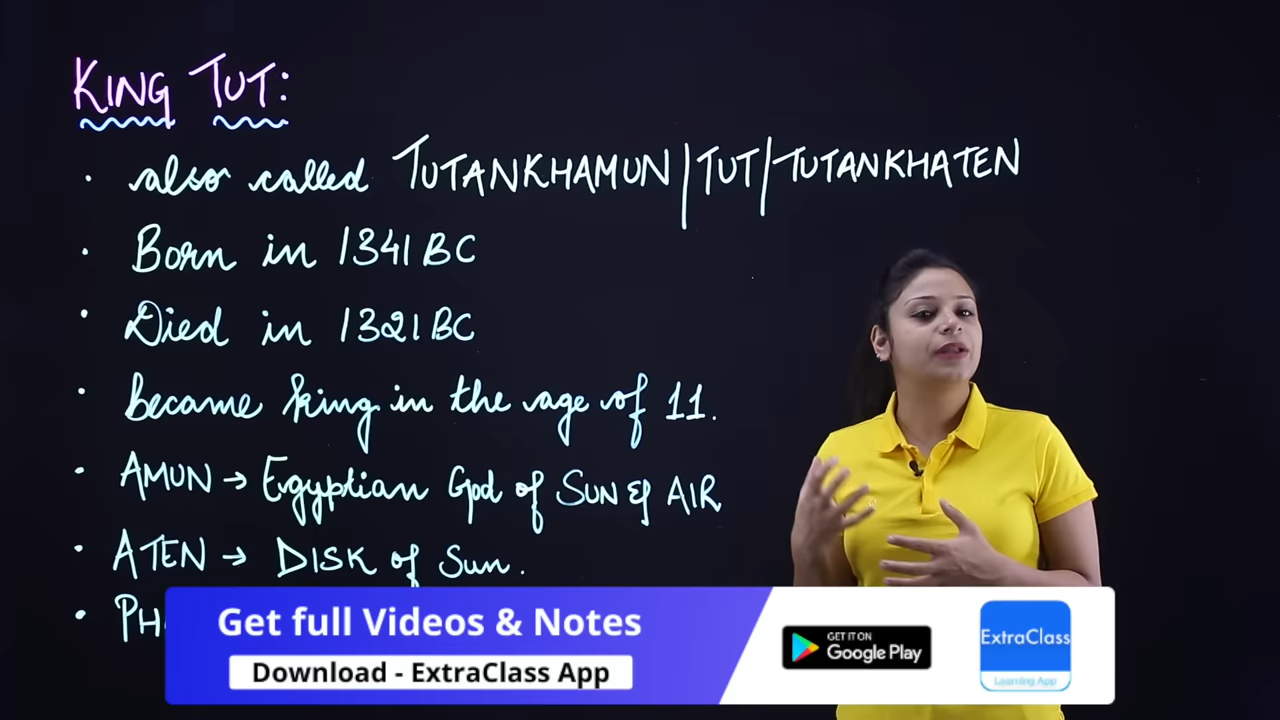 KING TUT:
· also called TUTANKHAMUN/TUT/TUTANKHATEN
· Born in 1341 BC
· Died in 1321 BC
· Became king in the age of 11.
· AMUN → Egyptian God of SUN & AIR
· ATEN → DISK of Sun.
· PH
Get full Videos & Notes
Download - ExtraClass App
GET IT ON
Google Play
ExtraClass
Learning App